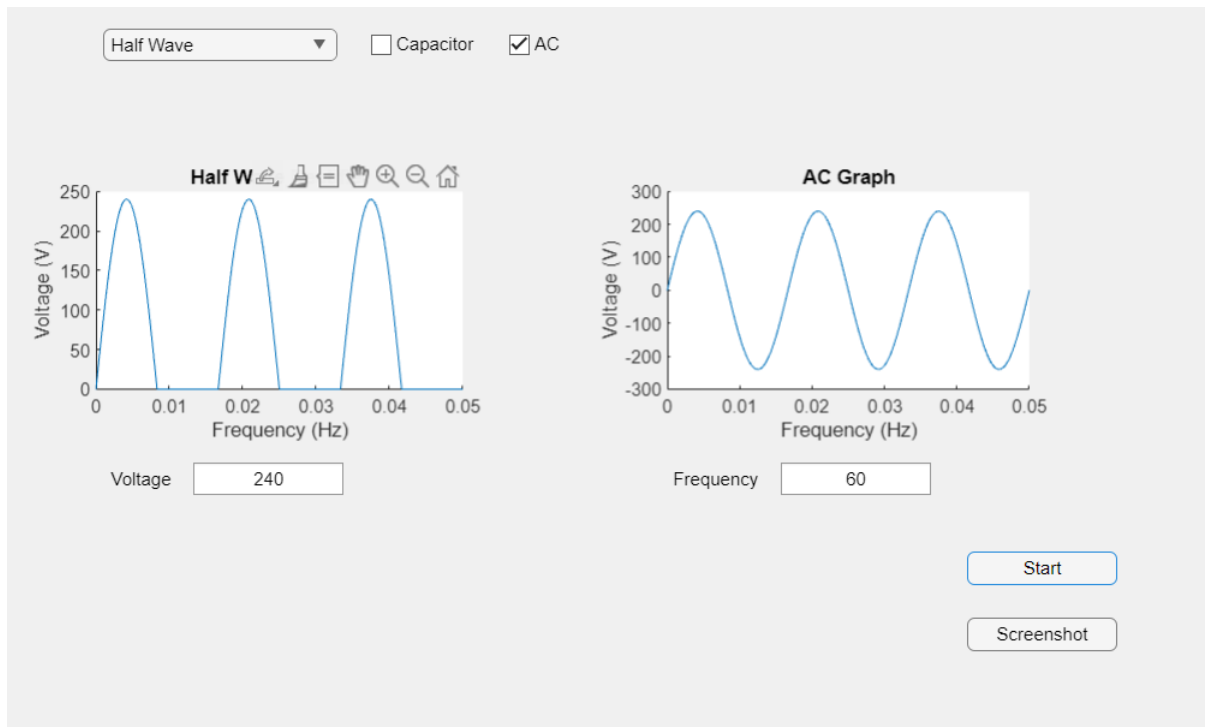 Half Wave
Capacitor
AC
Half W
250
200
150
100
50
0
Voltage (V)
0 0.01 0.02 0.03 0.04 0.05
Frequency (Hz)
AC Graph
300
200
100
0
-100
-200
-300
Voltage (V)
0 0.01 0.02 0.03 0.04 0.05
Frequency (Hz)
Voltage 240
Frequency 60
Start
Screenshot